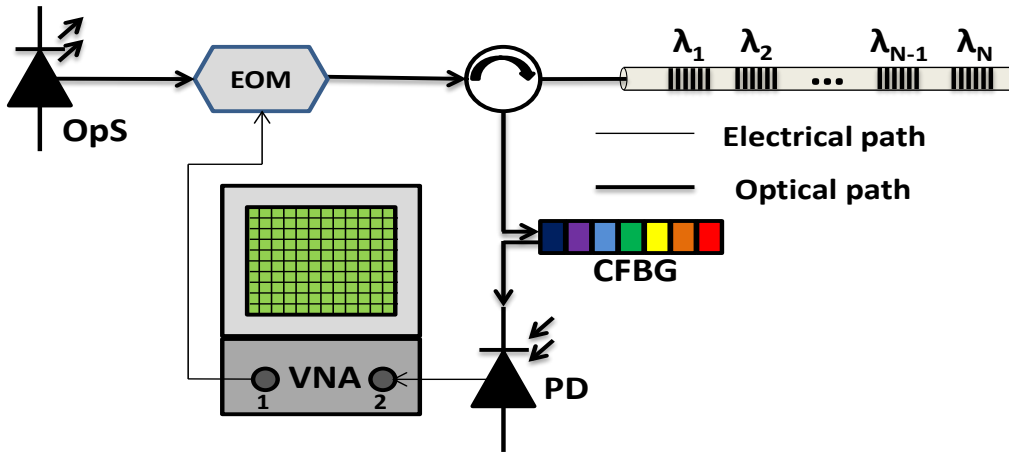 λ1 λ2 ... λN-1 λN
EOM
OpS
Electrical path
Optical path
CFBG
VNA
1 2
PD